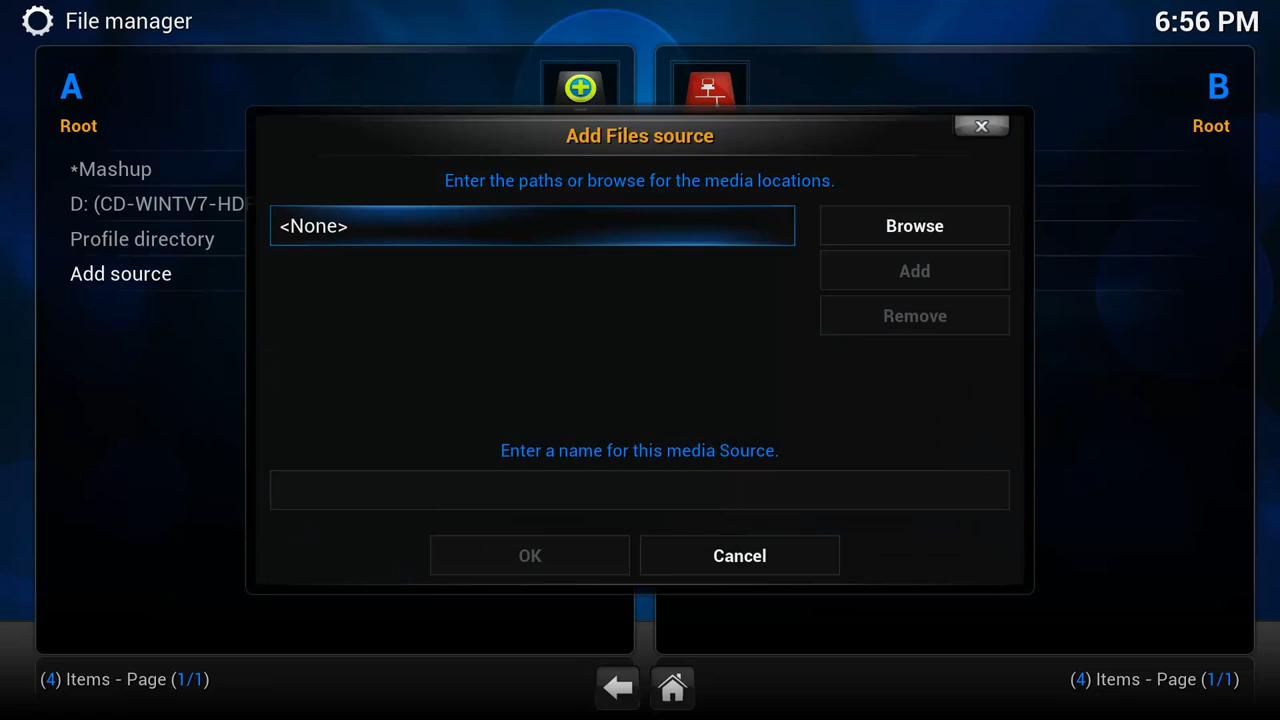 File manager
6:56 PM
A
B
Root
Root
Add Files source
Enter the paths or browse for the media locations.
*Mashup
D: (CD-WINTV7-HD
Profile directory
Add source
<None>
Browse
Add
Remove
Enter a name for this media Source.
OK
Cancel
(4) Items - Page (1/1)
(4) Items - Page (1/1)